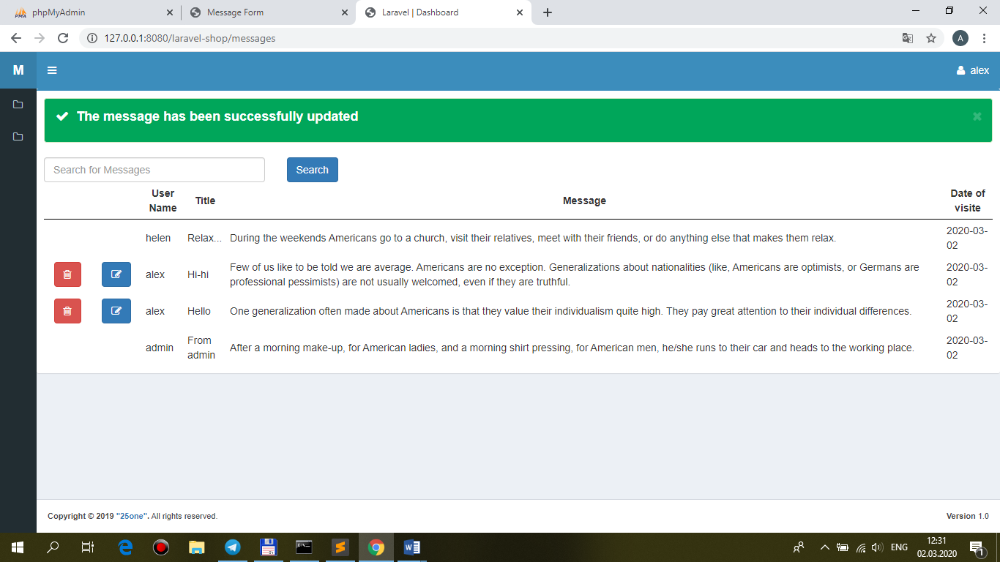 phpMyAdmin
Message Form
Laravel | Dashboard
127.0.0.1:8080/laravel-shop/messages
A
M
alex
The message has been successfully updated
Search for Messages
Search
User Name
Title
Message
Date of visite
helen
Relax...
During the weekends Americans go to a church, visit their relatives, meet with their friends, or do anything else that makes them relax.
2020-03-
02
alex
Hi-hi
Few of us like to be told we are average. Americans are no exception. Generalizations about nationalities (like, Americans are optimists, or Germans are
professional pessimists) are not usually welcomed, even if they are truthful.
2020-03-
02
alex
Hello
One generalization often made about Americans is that they value their individualism quite high. They pay great attention to their individual differences.
2020-03-
02
admin
From
admin
After a morning make-up, for American ladies, and a morning shirt pressing, for American men, he/she runs to their car and heads to the working place.
2020-03-
02
Copyright © 2019 "25one". All rights reserved.
Version 1.0
ENG
12:31
02.03.2020
1